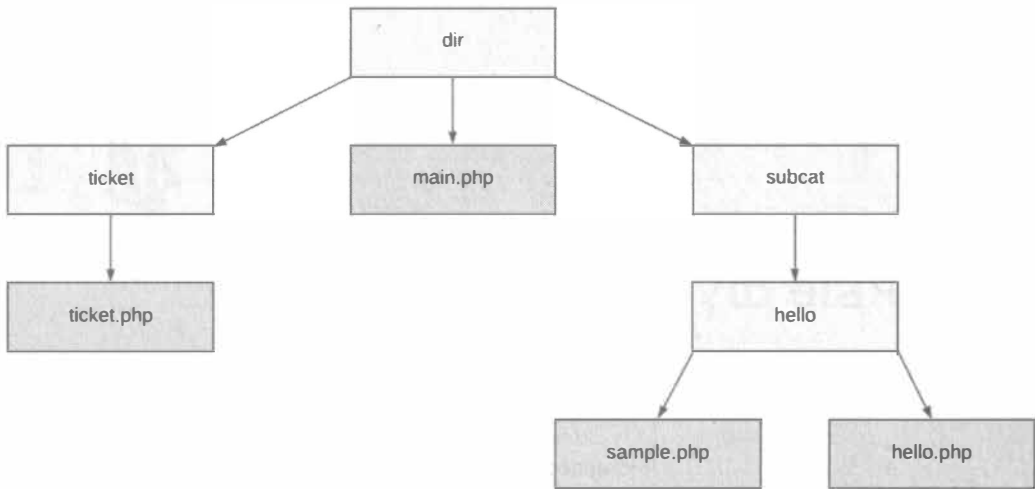 dir
ticket
main.php
subcat
ticket.php
hello
sample.php
hello.php